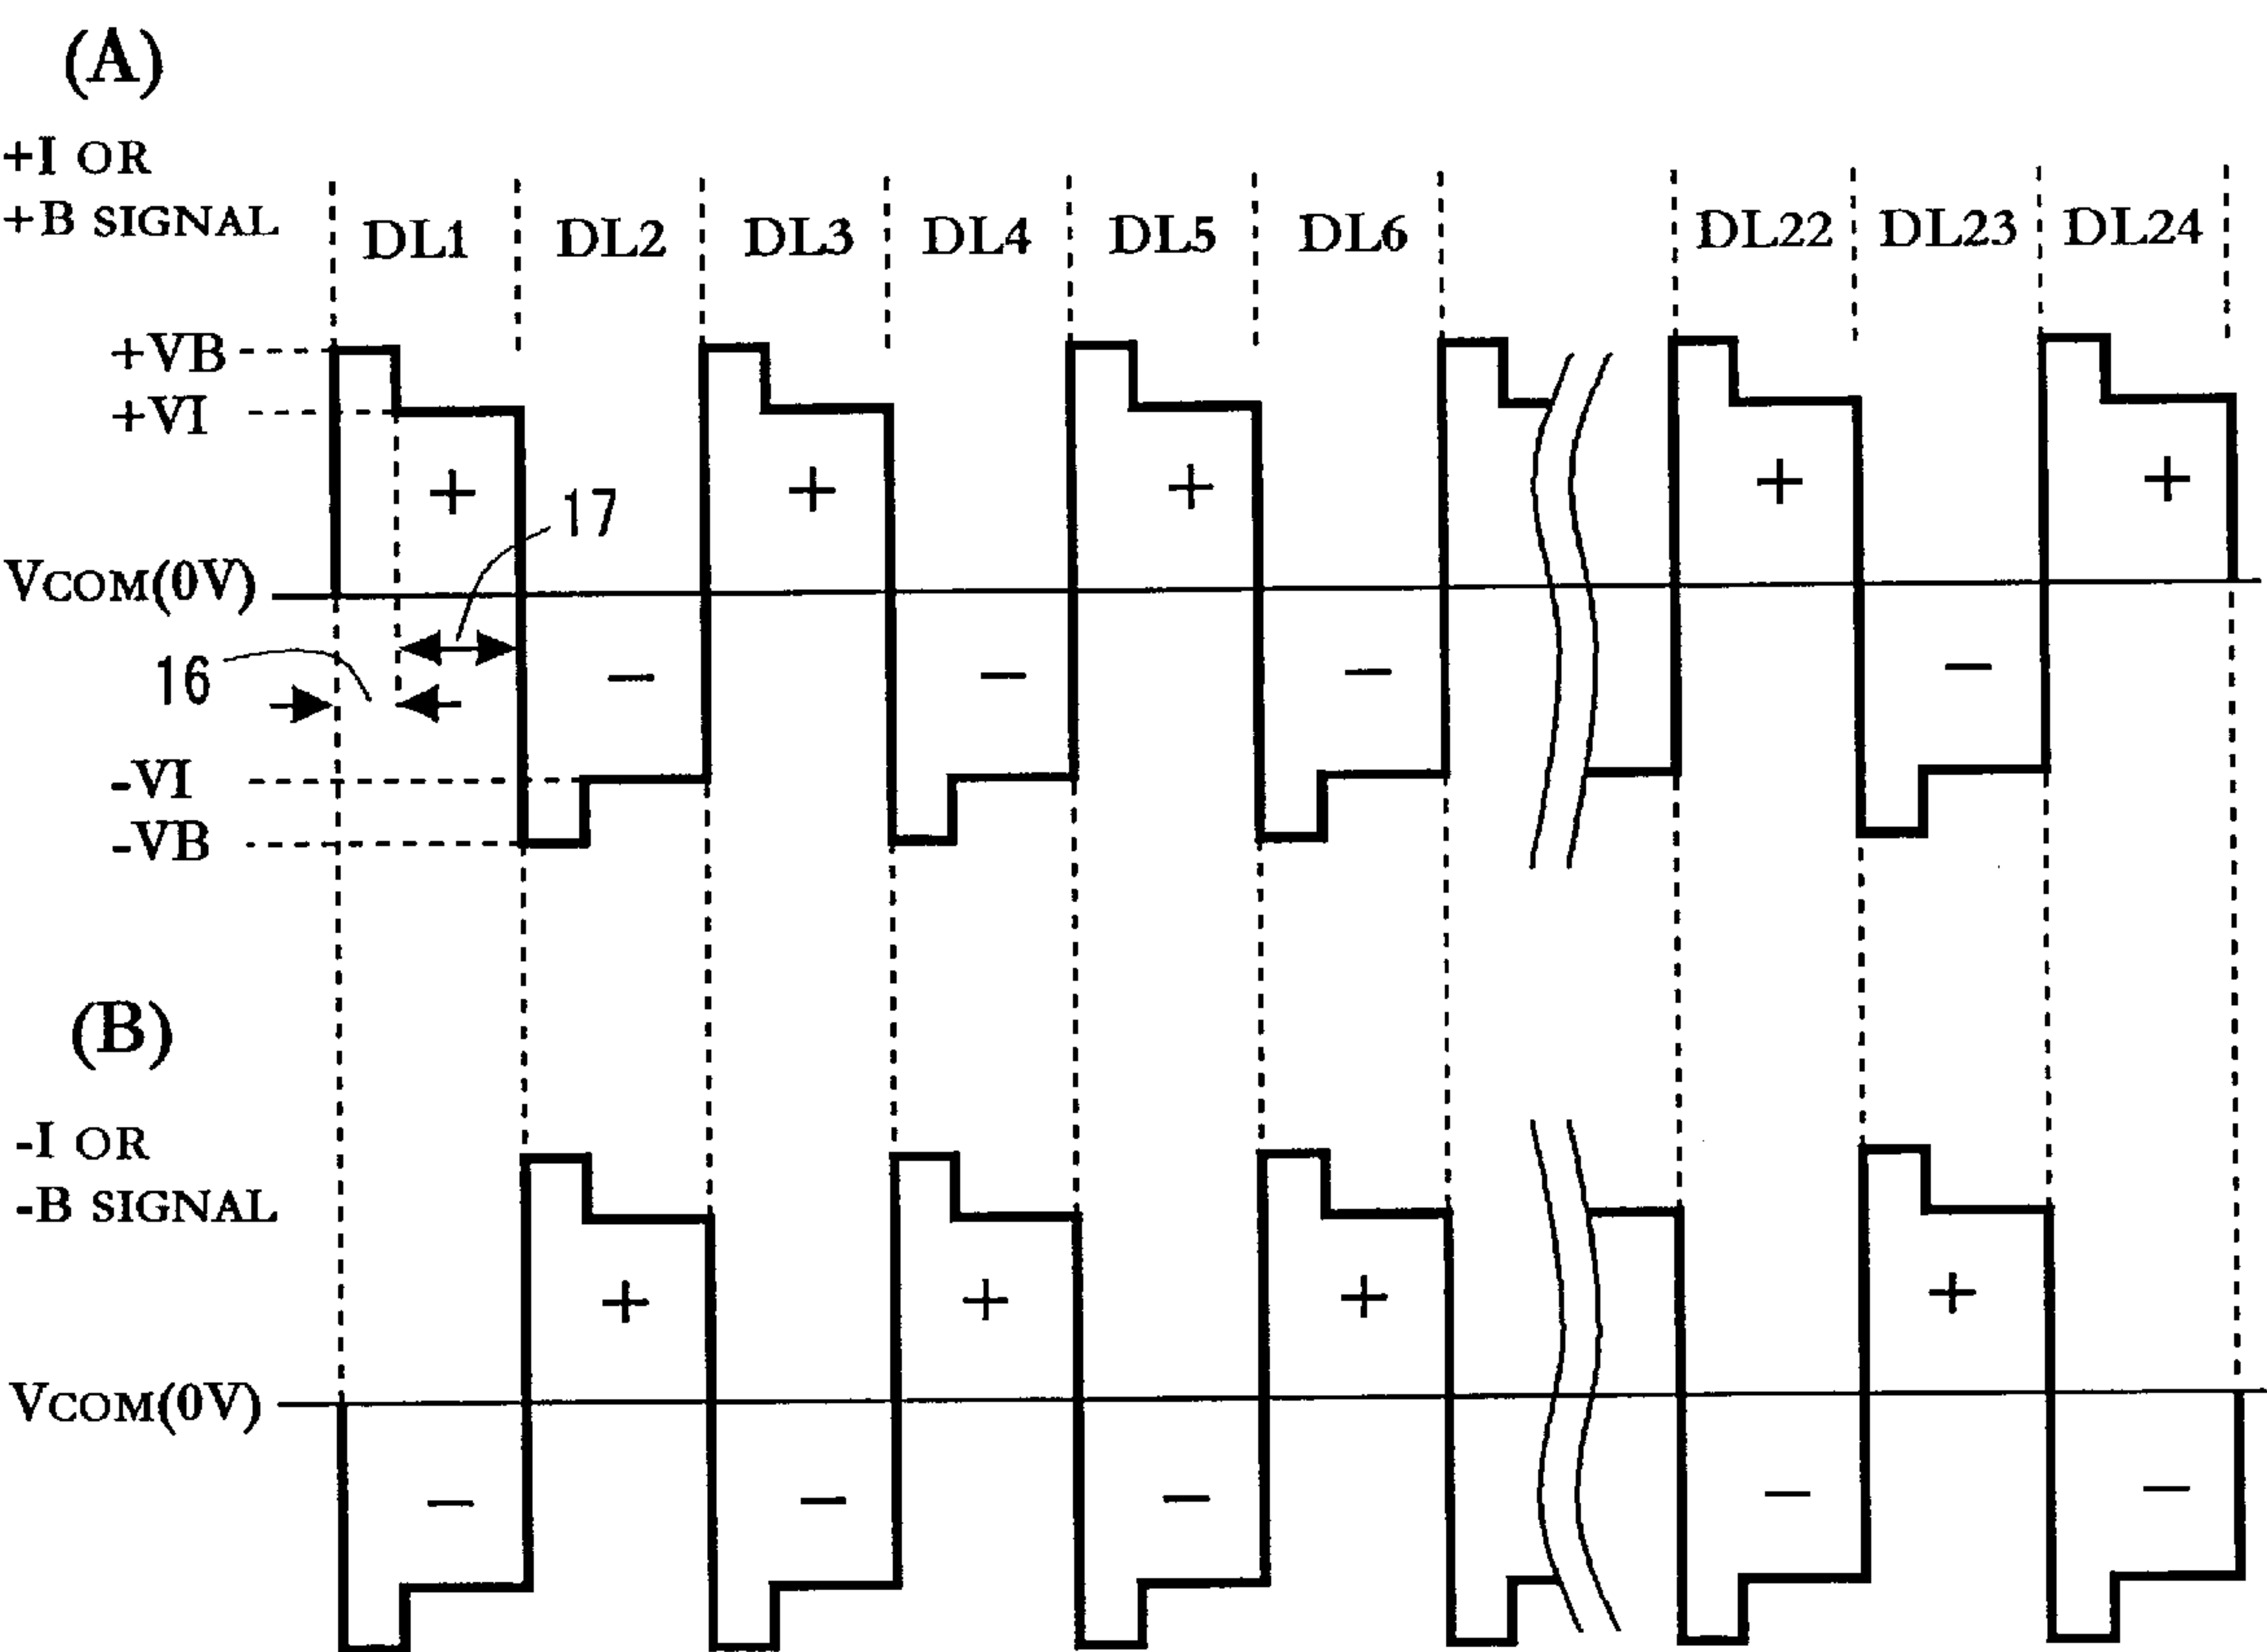 (A)
+I OR
+B SIGNAL
DL1 DL2 DL3 DL4 DL5 DL6 DL22 DL23 DL24
+VB
+VI
+ + + + +
17
VCOM(0V)
16
− − − −
-VI
-VB
(B)
-I OR
-B SIGNAL
+ + + +
VCOM(0V)
− − − − −